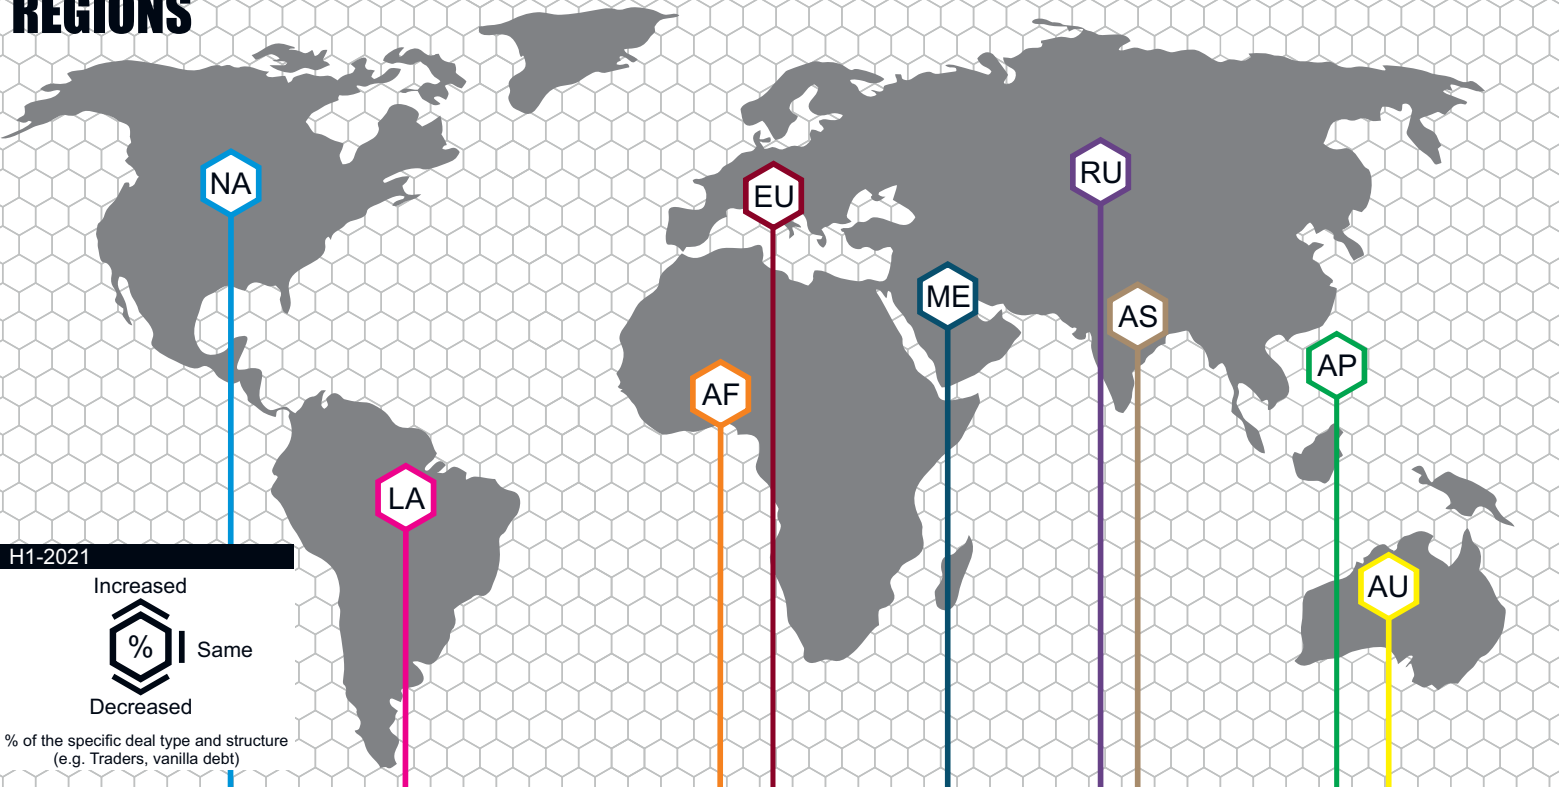 REGIONS
NA
EU
RU
ME
AS
AP
AF
LA
AU
H1-2021
Increased
%
Same
Decreased
% of the specific deal type and structure
(e.g. Traders, vanilla debt)